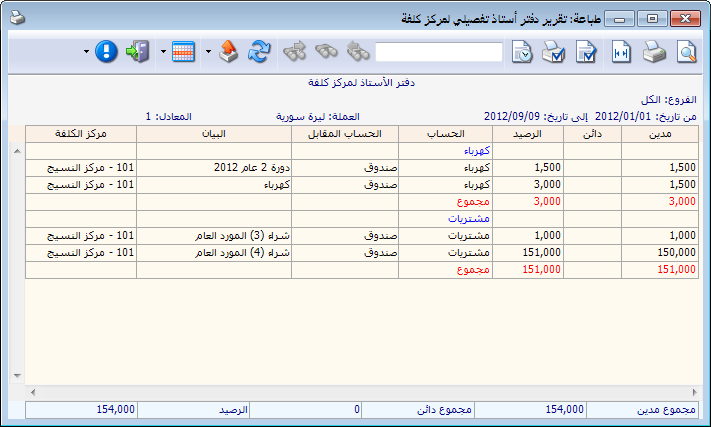 طباعة: تقرير دفتر أستاذ تفصيلي لمركز كلفة
دفتر الأستاذ لمركز كلفة
الفروع: الكل
من تاريخ: 2012/01/01 إلى تاريخ: 2012/09/09 العملة: ليرة سورية المعادل: 1
مدين دائن الرصيد الحساب الحساب المقابل البيان مركز الكلفة
كهرباء
1,500 1,500 كهرباء صندوق دورة 2 عام 2012 101 - مركز النسيج
1,500 3,000 كهرباء صندوق كهرباء 101 - مركز النسيج
3,000 3,000 مجموع
مشتريات
1,000 1,000 مشتريات صندوق شراء (3) المورد العام 101 - مركز النسيج
150,000 151,000 مشتريات صندوق شراء (4) المورد العام 101 - مركز النسيج
151,000 151,000 مجموع
مجموع مدين 154,000 مجموع دائن 0 الرصيد 154,000